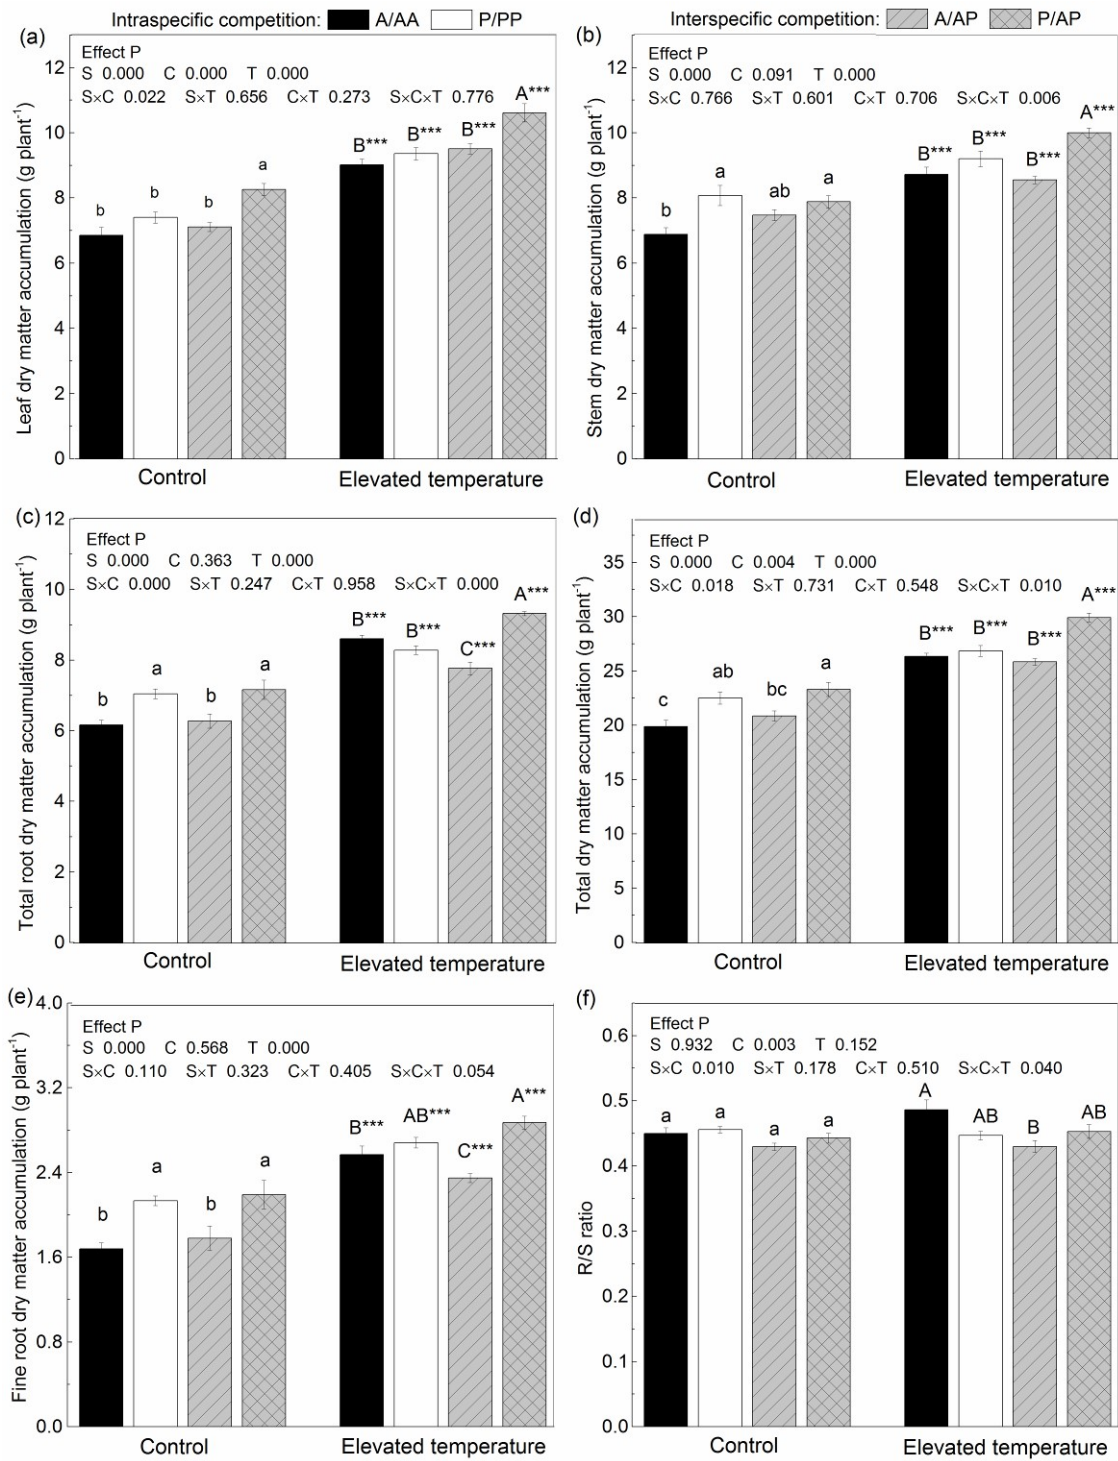 Intraspecific competition: A/AA P/PP Interspecific competition: A/AP P/AP
(a)
Effect P
S 0.000 C 0.000 T 0.000
S×C 0.022 S×T 0.656 C×T 0.273 S×C×T 0.776
b b b a B*** B*** B*** A***
12
10
8
6
4
2
0
Leaf dry matter accumulation (g plant⁻¹)
Control Elevated temperature
(b)
Effect P
S 0.000 C 0.091 T 0.000
S×C 0.766 S×T 0.601 C×T 0.706 S×C×T 0.006
b a ab a B*** B*** B*** A***
12
10
8
6
4
2
0
Stem dry matter accumulation (g plant⁻¹)
Control Elevated temperature
(c)
Effect P
S 0.000 C 0.363 T 0.000
S×C 0.000 S×T 0.247 C×T 0.958 S×C×T 0.000
b a b a B*** B*** C*** A***
12
10
8
6
4
2
0
Total root dry matter accumulation (g plant⁻¹)
Control Elevated temperature
(d)
Effect P
S 0.000 C 0.004 T 0.000
S×C 0.018 S×T 0.731 C×T 0.548 S×C×T 0.010
c ab bc a B*** B*** B*** A***
35
30
25
20
15
10
5
0
Total dry matter accumulation (g plant⁻¹)
Control Elevated temperature
(e)
Effect P
S 0.000 C 0.568 T 0.000
S×C 0.110 S×T 0.323 C×T 0.405 S×C×T 0.054
b a b a B*** AB*** C*** A***
4.0
3.2
2.4
1.6
0.8
0.0
Fine root dry matter accumulation (g plant⁻¹)
Control Elevated temperature
(f)
Effect P
S 0.932 C 0.003 T 0.152
S×C 0.010 S×T 0.178 C×T 0.510 S×C×T 0.040
a a a a A AB B AB
0.6
0.5
0.4
0.3
0.2
0.1
0.0
R/S ratio
Control Elevated temperature